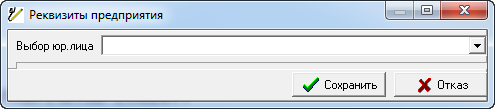 Реквизиты предприятия
Выбор юр.лица
Сохранить Отказ